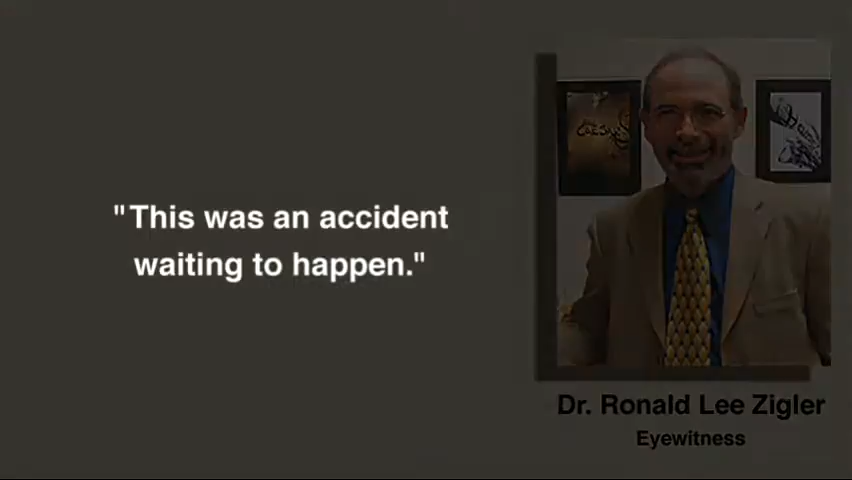 "This was an accident
waiting to happen."
Dr. Ronald Lee Zigler
Eyewitness